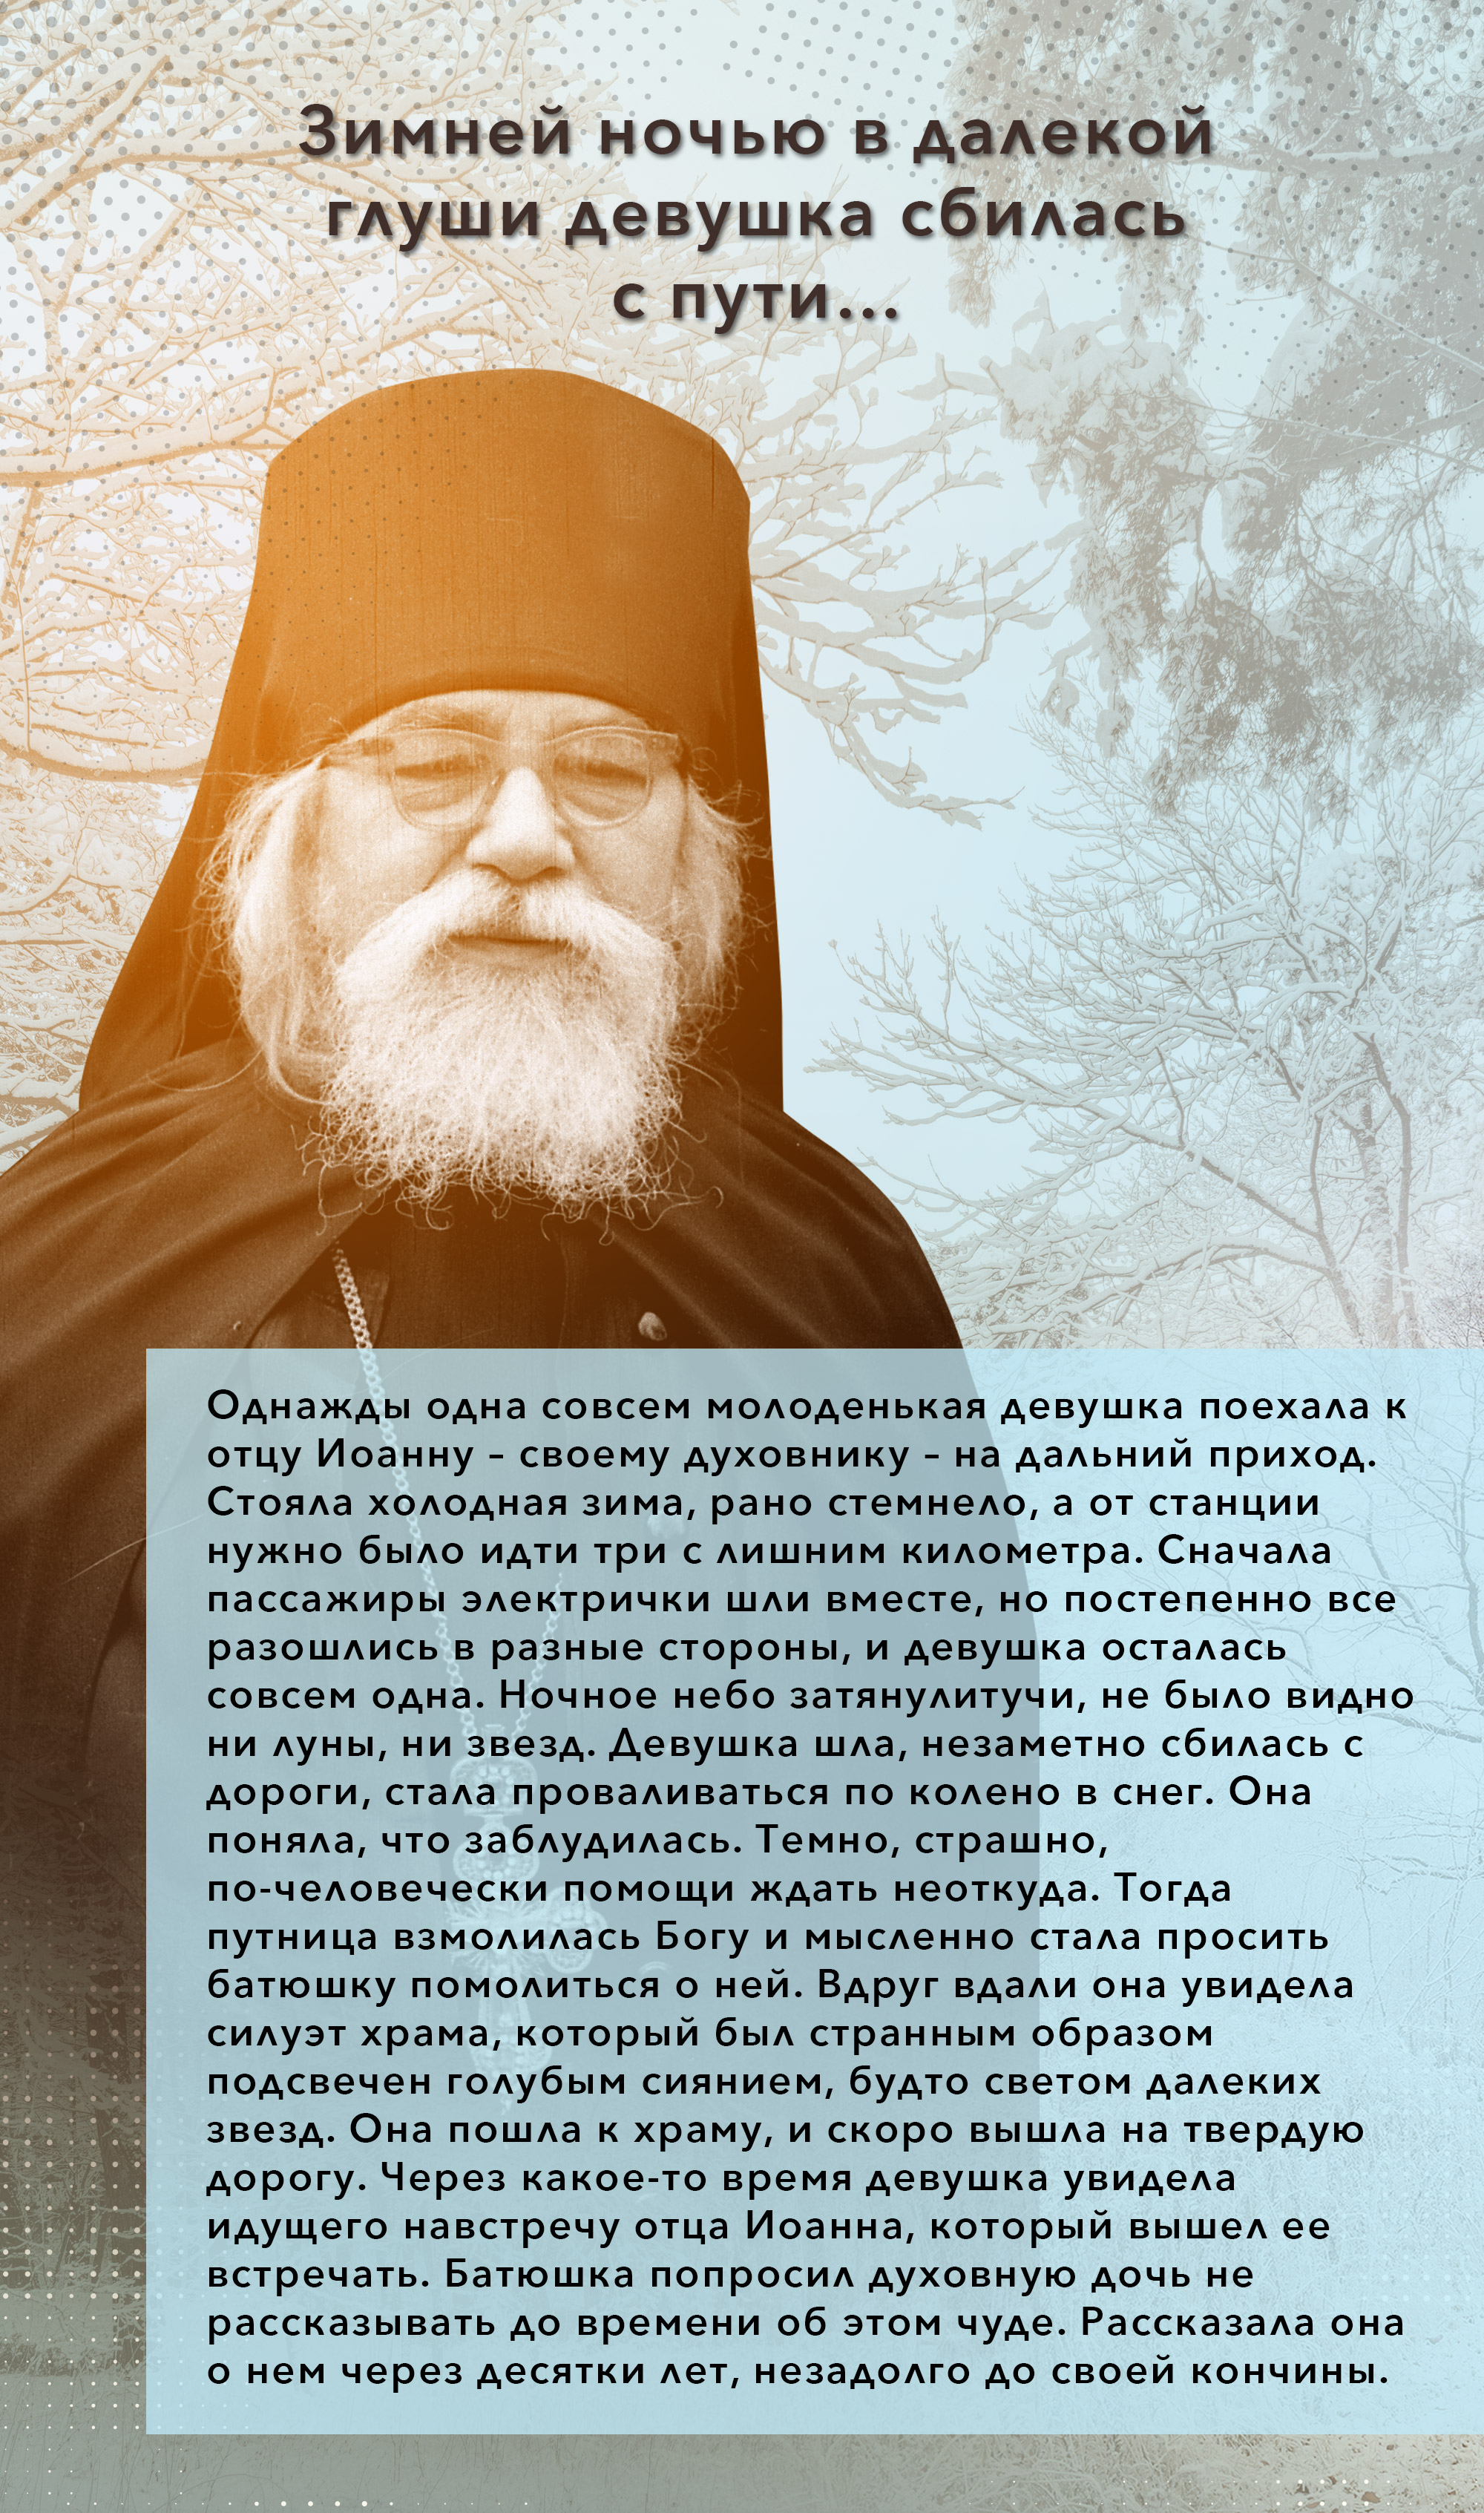 Зимней ночью в далекой
глуши девушка сбилась
с пути...
Однажды одна совсем молоденькая девушка поехала к
отцу Иоанну – своему духовнику – на дальний приход.
Стояла холодная зима, рано стемнело, а от станции
нужно было идти три с лишним километра. Сначала
пассажиры электрички шли вместе, но постепенно все
разошлись в разные стороны, и девушка осталась
совсем одна. Ночное небо затянулитучи, не было видно
ни луны, ни звезд. Девушка шла, незаметно сбилась с
дороги, стала проваливаться по колено в снег. Она
поняла, что заблудилась. Темно, страшно,
по-человечески помощи ждать неоткуда. Тогда
путница взмолилась Богу и мысленно стала просить
батюшку помолиться о ней. Вдруг вдали она увидела
силуэт храма, который был странным образом
подсвечен голубым сиянием, будто светом далеких
звезд. Она пошла к храму, и скоро вышла на твердую
дорогу. Через какое-то время девушка увидела
идущего навстречу отца Иоанна, который вышел ее
встречать. Батюшка попросил духовную дочь не
рассказывать до времени об этом чуде. Рассказала она
о нем через десятки лет, незадолго до своей кончины.